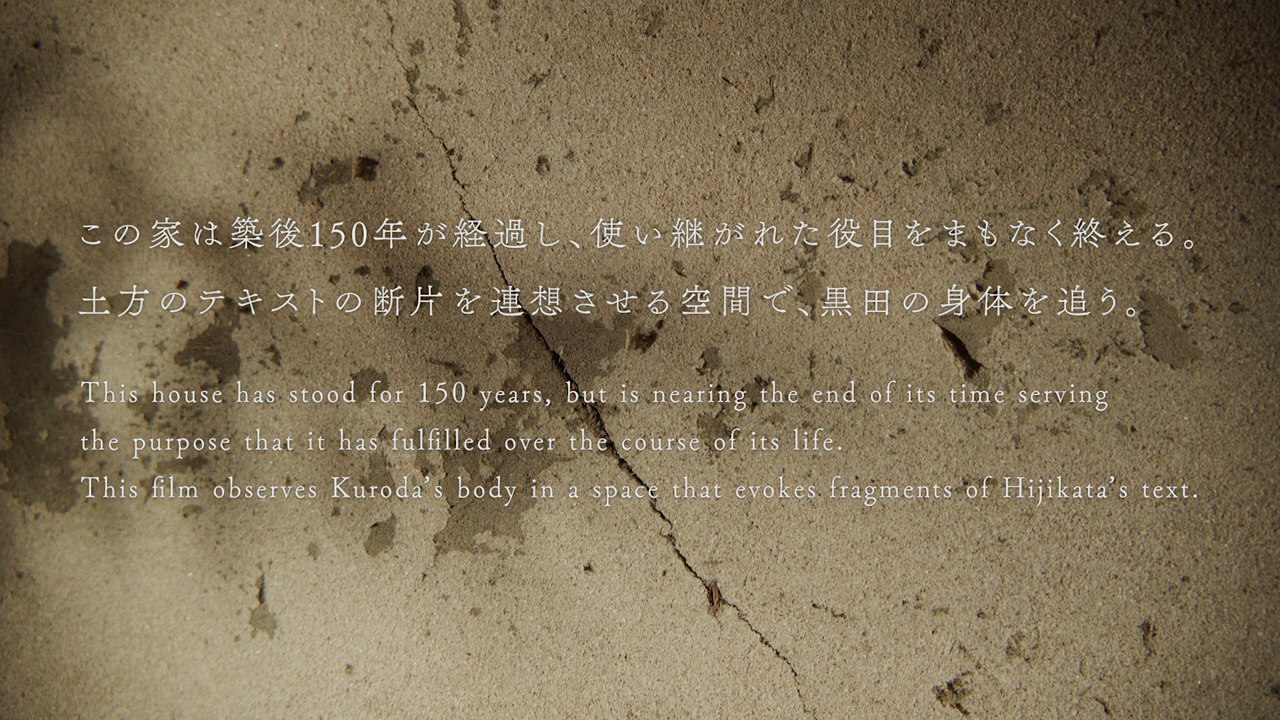 この家は築後150年が経過し、使い継がれた役目をまもなく終える。
土方のテキストの断片を連想させる空間で、黒田の身体を追う。
This house has stood for 150 years, but is nearing the end of its time serving
the purpose that it has fulfilled over the course of its life.
This film observes Kuroda’s body in a space that evokes fragments of Hijikata’s text.